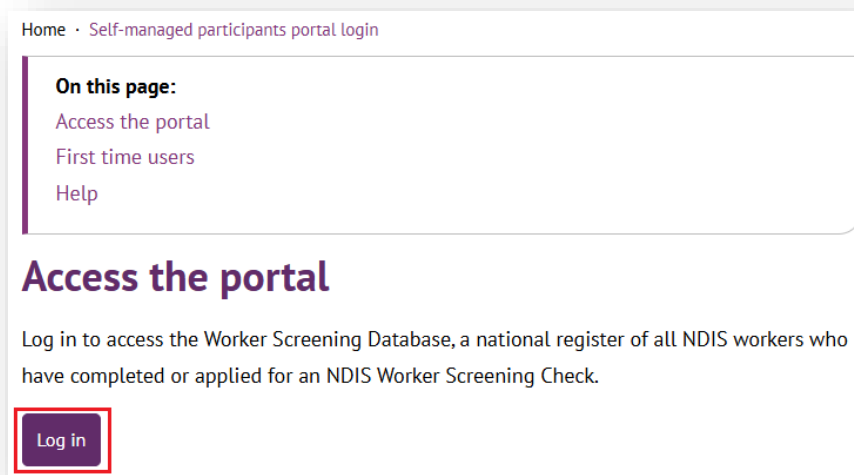 Home · Self-managed participants portal login
On this page:
Access the portal
First time users
Help
Access the portal
Log in to access the Worker Screening Database, a national register of all NDIS workers who
have completed or applied for an NDIS Worker Screening Check.
Log in